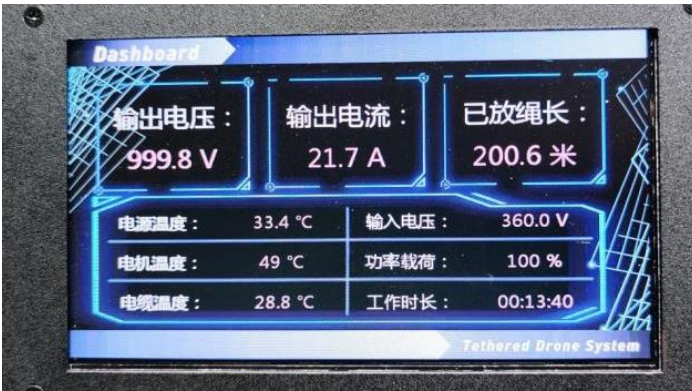 Dashboard
输出电压：
999.8 V
输出电流：
21.7 A
已放绳长：
200.6 米
电源温度： 33.4 ℃ 输入电压： 360.0 V
电机温度： 49 ℃ 功率载荷： 100 %
电缆温度： 28.8 ℃ 工作时长： 00:13:40
Tethered Drone System